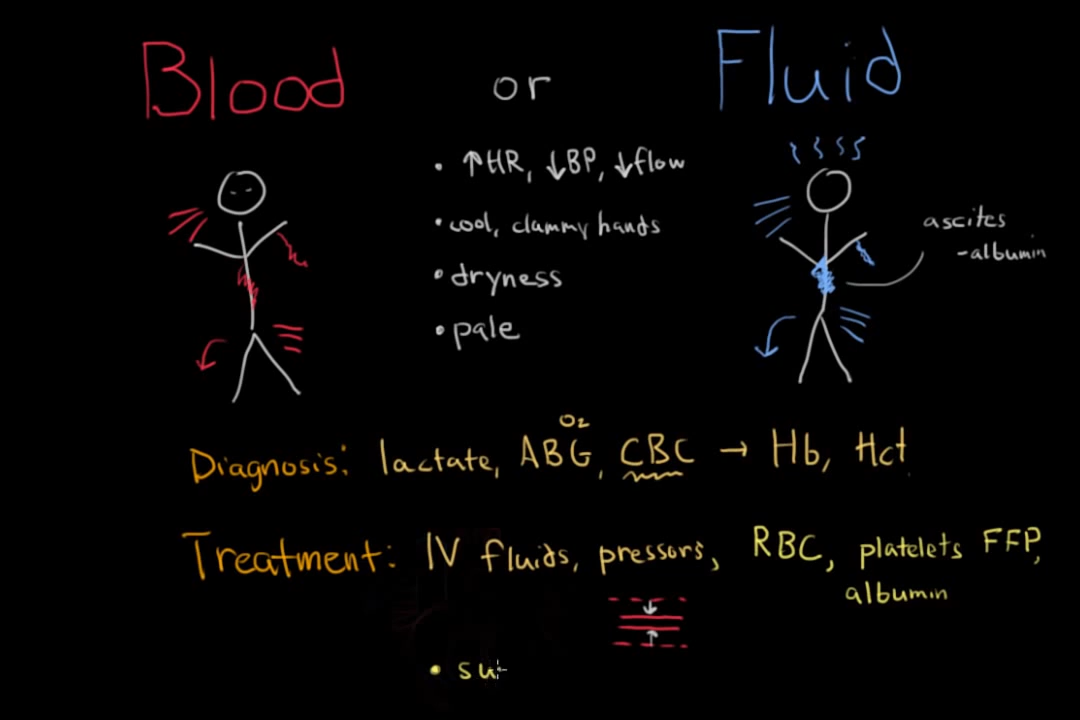 Blood or Fluid
• ↑HR, ↓BP, ↓flow
• cool, clammy hands
• dryness
• pale
ascites
-albumin
O2
Diagnosis: lactate, ABG, CBC → Hb, Hct
Treatment: IV fluids, pressors, RBC, platelets FFP,
albumin
• su